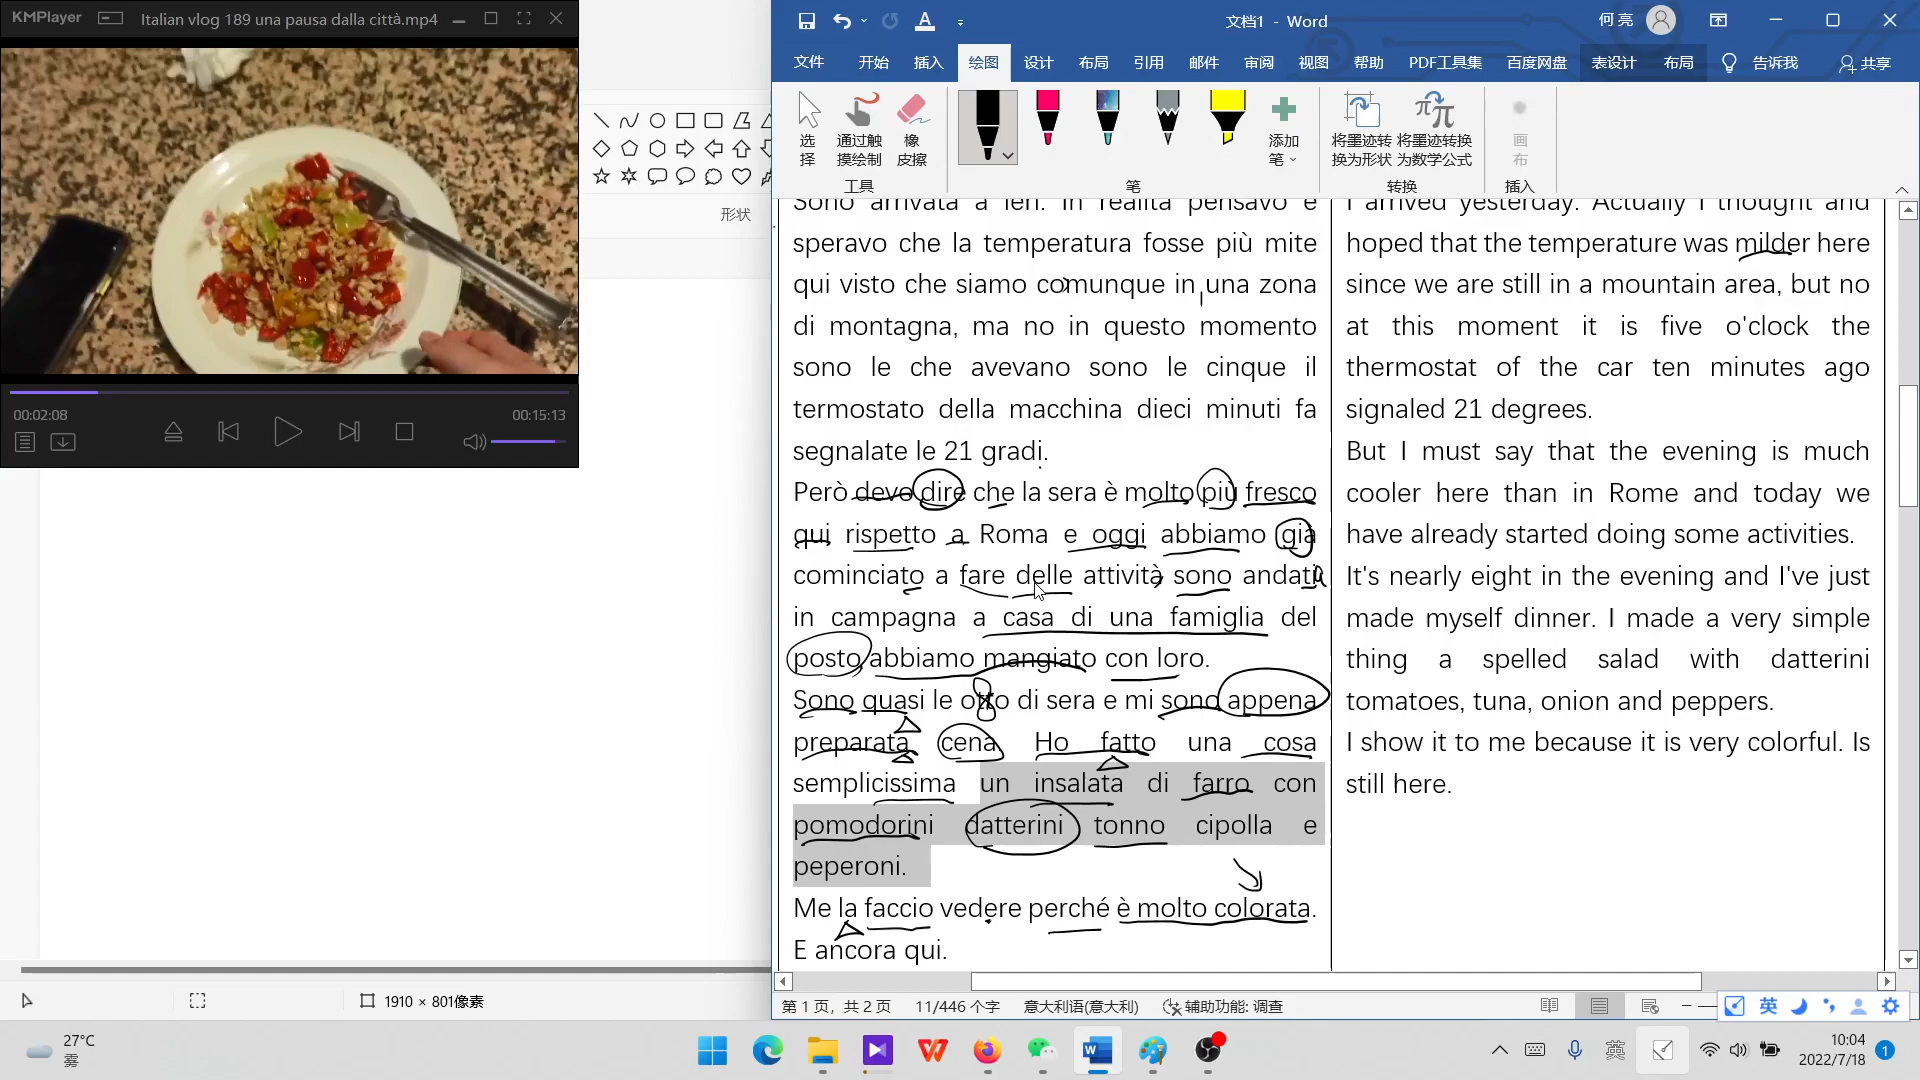 KMPlayer
Italian vlog 189 una pausa dalla città.mp4
00:02:08
00:15:13
形状
1910 × 801像素
文档1 - Word
何 亮
文件 开始 插入 绘图 设计 布局 引用 邮件 审阅 视图 帮助 PDF工具集 百度网盘 表设计 布局 告诉我 共享
选择
通过触摸绘制
橡皮擦
添加笔
将墨迹转换为形状
将墨迹转换为数学公式
画布
工具
笔
转换
插入
Sono arrivata a ieri. In realtà pensavo e
speravo che la temperatura fosse più mite
qui visto che siamo comunque in una zona
di montagna, ma no in questo momento
sono le che avevano sono le cinque il
termostato della macchina dieci minuti fa
segnalate le 21 gradi.
Però devo dire che la sera è molto più fresco
qui rispetto a Roma e oggi abbiamo già
cominciato a fare delle attività sono andati
in campagna a casa di una famiglia del
posto abbiamo mangiato con loro.
Sono quasi le otto di sera e mi sono appena
preparata cena Ho fatto una cosa
semplicissima un insalata di farro con
pomodorini datterini tonno cipolla e
peperoni.
Me la faccio vedere perché è molto colorata.
E ancora qui.
I arrived yesterday. Actually I thought and
hoped that the temperature was milder here
since we are still in a mountain area, but no
at this moment it is five o'clock the
thermostat of the car ten minutes ago
signaled 21 degrees.
But I must say that the evening is much
cooler here than in Rome and today we
have already started doing some activities.
It's nearly eight in the evening and I've just
made myself dinner. I made a very simple
thing a spelled salad with datterini
tomatoes, tuna, onion and peppers.
I show it to me because it is very colorful. Is
still here.
第 1 页，共 2 页 11/446 个字 意大利语(意大利) 辅助功能: 调查
英
27°C
雾
英
10:04
2022/7/18
1